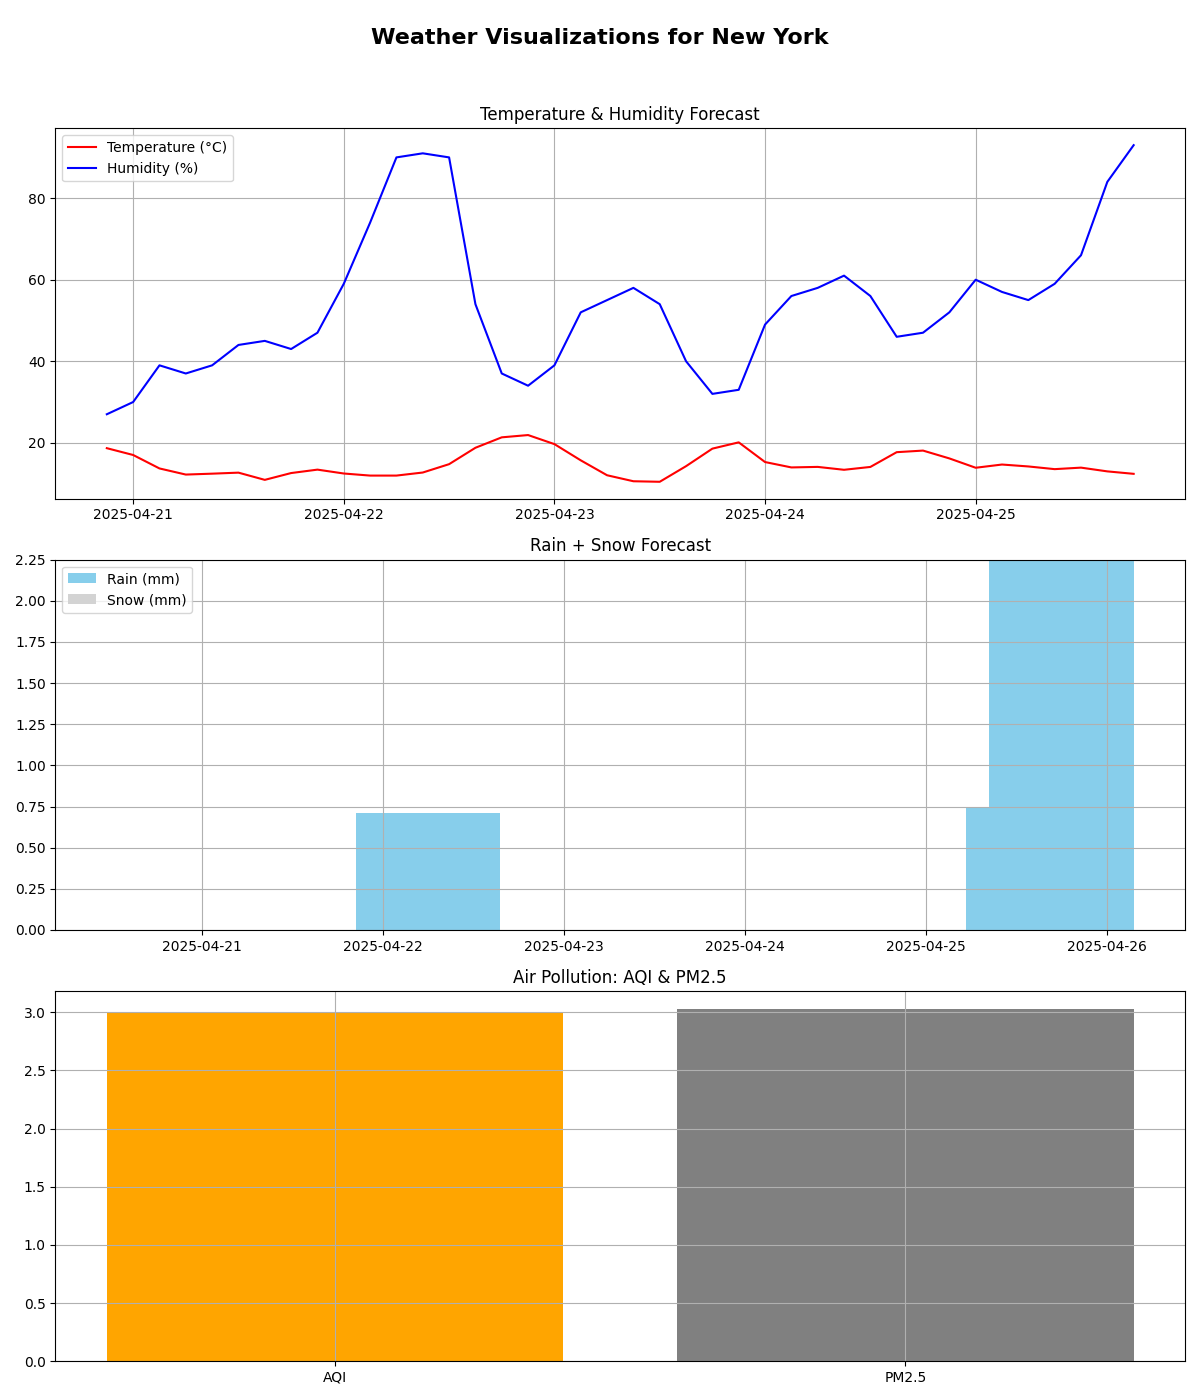 Weather Visualizations for New York
Temperature & Humidity Forecast
Temperature (°C)
Humidity (%)
80
60
40
20
2025-04-21 2025-04-22 2025-04-23 2025-04-24 2025-04-25
Rain + Snow Forecast
2.25
Rain (mm)
2.00
Snow (mm)
1.75
1.50
1.25
1.00
0.75
0.50
0.25
0.00
2025-04-21 2025-04-22 2025-04-23 2025-04-24 2025-04-25 2025-04-26
Air Pollution: AQI & PM2.5
3.0
2.5
2.0
1.5
1.0
0.5
0.0
AQI PM2.5